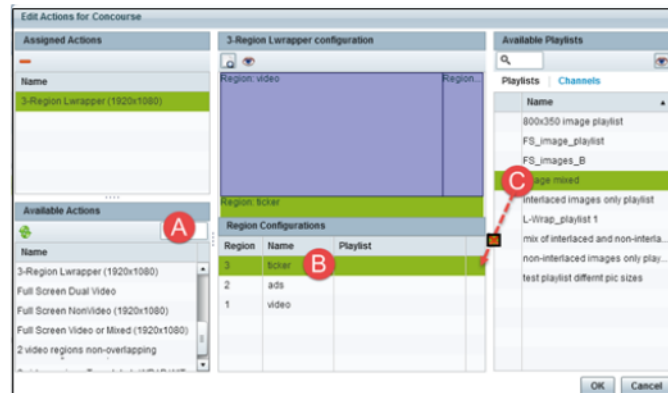 Edit Actions for Concourse
Assigned Actions
Name
3-Region Lwrapper (1920x1080)
Available Actions
A
Name
3-Region Lwrapper (1920x1080)
Full Screen Dual Video
Full Screen NonVideo (1920x1080)
Full Screen Video or Mixed (1920x1080)
2 video regions non-overlapping
3-Region Lwrapper configuration
Region: video
Region...
Region: ticker
Region Configurations
Region Name Playlist
3 ticker
B
2 ads
1 video
Available Playlists
Playlists Channels
Name
800x350 image playlist
FS_image_playlist
FS_images_B
C
mixed
interlaced images only playlist
L-Wrap_playlist 1
mix of interlaced and non-interla...
non-interlaced images only play...
test playlist differnt pic sizes
OK Cancel